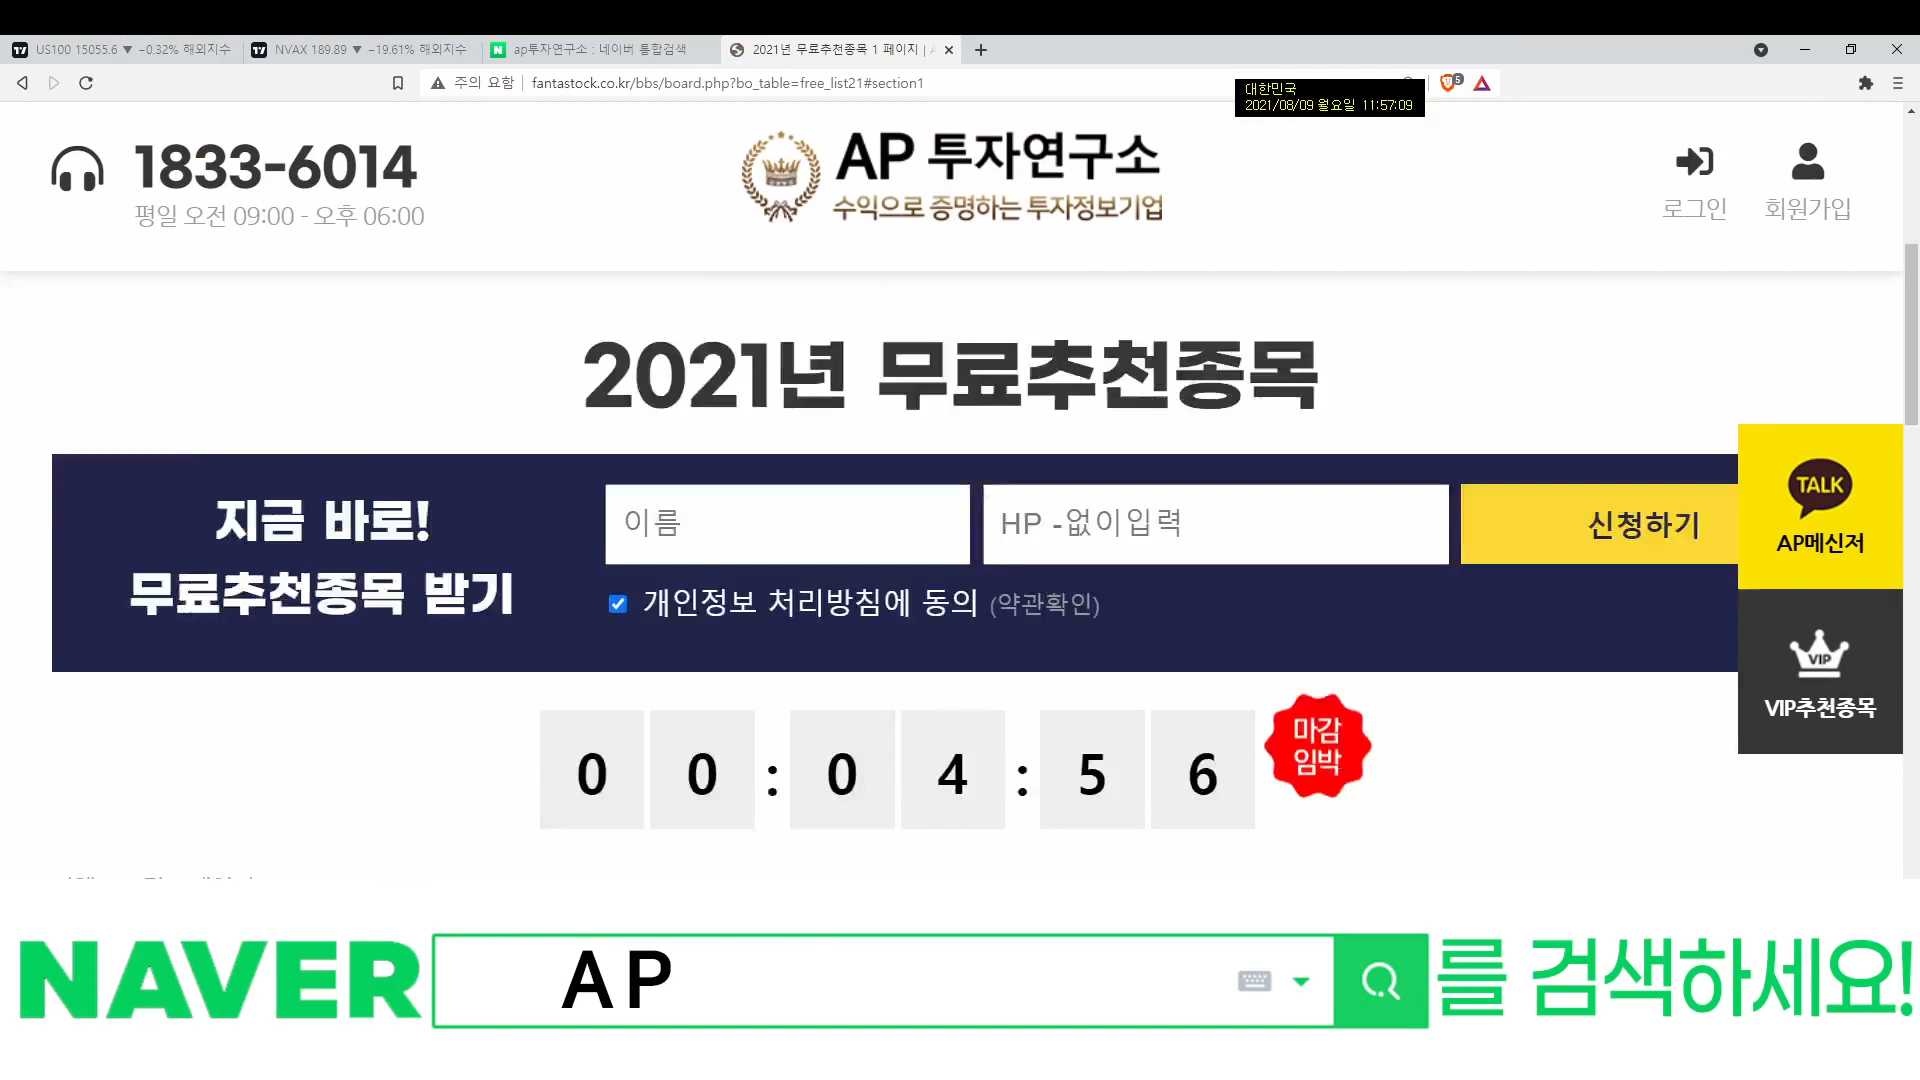 US100 15055.6 ▼ −0.32% 해외지수
NVAX 189.89 ▼ −19.61% 해외지수
ap투자연구소 : 네이버 통합검색
2021년 무료추천종목 1 페이지 |
주의 요함
fantastock.co.kr/bbs/board.php?bo_table=free_list21#section1
5
대한민국
2021/08/09 월요일 11:57:09
1833-6014
평일 오전 09:00 - 오후 06:00
AP 투자연구소
수익으로 증명하는 투자정보기업
로그인
회원가입
2021년 무료추천종목
지금 바로!
무료추천종목 받기
이름
HP -없이입력
신청하기
개인정보 처리방침에 동의 (약관확인)
TALK
AP메신저
VIP
VIP추천종목
0 0 : 0 4 : 5 6
마감
임박
NAVER AP 를 검색하세요!